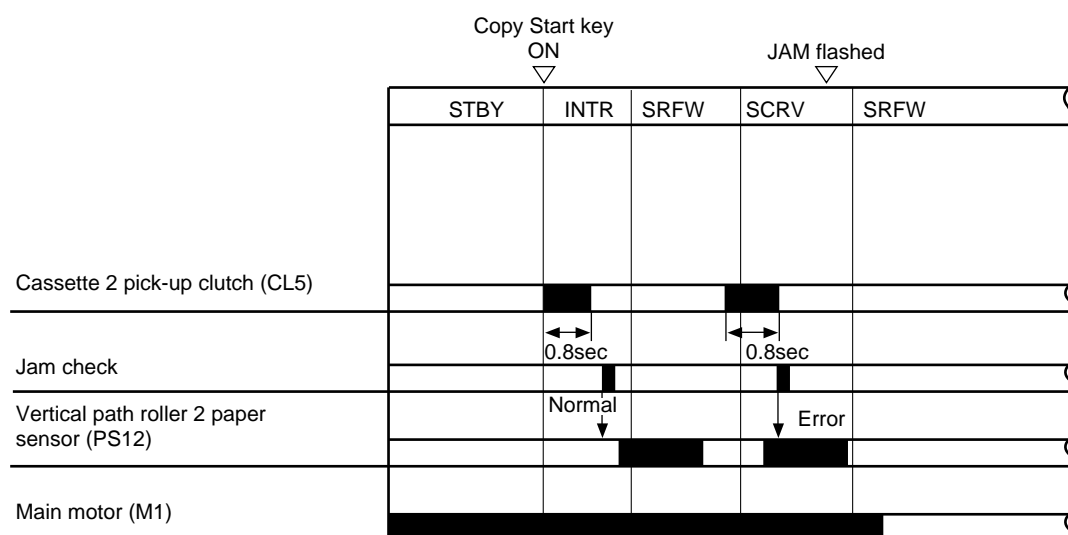 Copy Start key
ON
JAM flashed
STBY
INTR
SRFW
SCRV
SRFW
Cassette 2 pick-up clutch (CL5)
0.8sec
0.8sec
Jam check
Normal
Error
Vertical path roller 2 paper
sensor (PS12)
Main motor (M1)